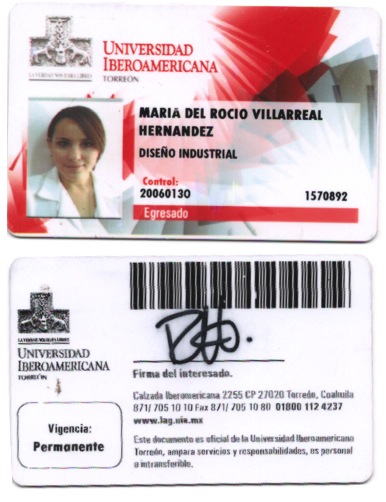 LA VERDAD NOS HARA LIBRES
UNIVERSIDAD
IBEROAMERICANA
TORREÓN
MARIA DEL ROCIO VILLARREAL
HERNANDEZ
DISEÑO INDUSTRIAL
Control:
20060130 1570892
Egresado
LA VERDAD NOS HARA LIBRES
UNIVERSIDAD
IBEROAMERICANA
TORREÓN
Vigencia:
Permanente
Firma del interesado.
Calzada Iberoamericana 2255 CP 27020 Torreón, Coahuila
871/ 705 10 10 Fax 871/ 705 10 80 01800 112 4237
www.lag.uia.mx
Este documento es oficial de la Universidad Iberoamericana
Torreón, ampara servicios y responsabilidades, es personal
e intransferible.